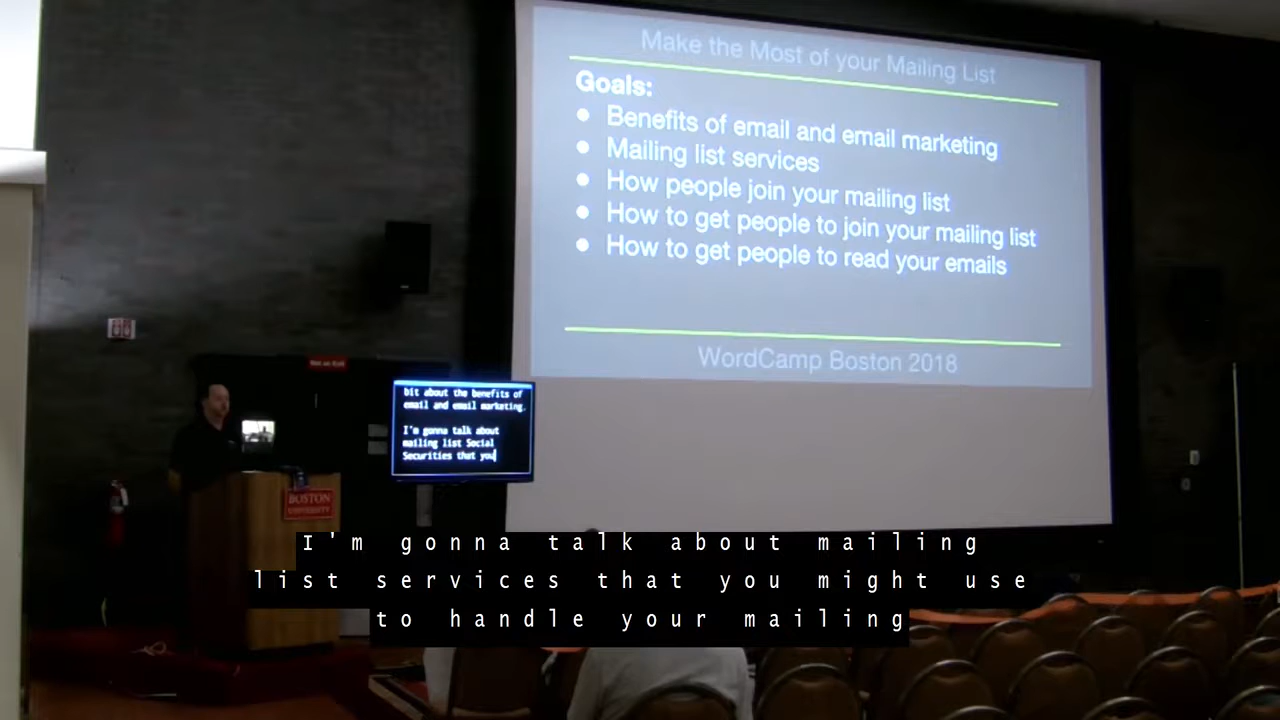 Make the Most of your Mailing List
Goals:
● Benefits of email and email marketing
● Mailing list services
● How people join your mailing list
● How to get people to join your mailing list
● How to get people to read your emails
WordCamp Boston 2018
Not an Exit
bit about the benefits of
email and email marketing.
I'm gonna talk about
mailing list Social
Securities that you
BOSTON
UNIVERSITY
I'm gonna talk about mailing
list services that you might use
to handle your mailing